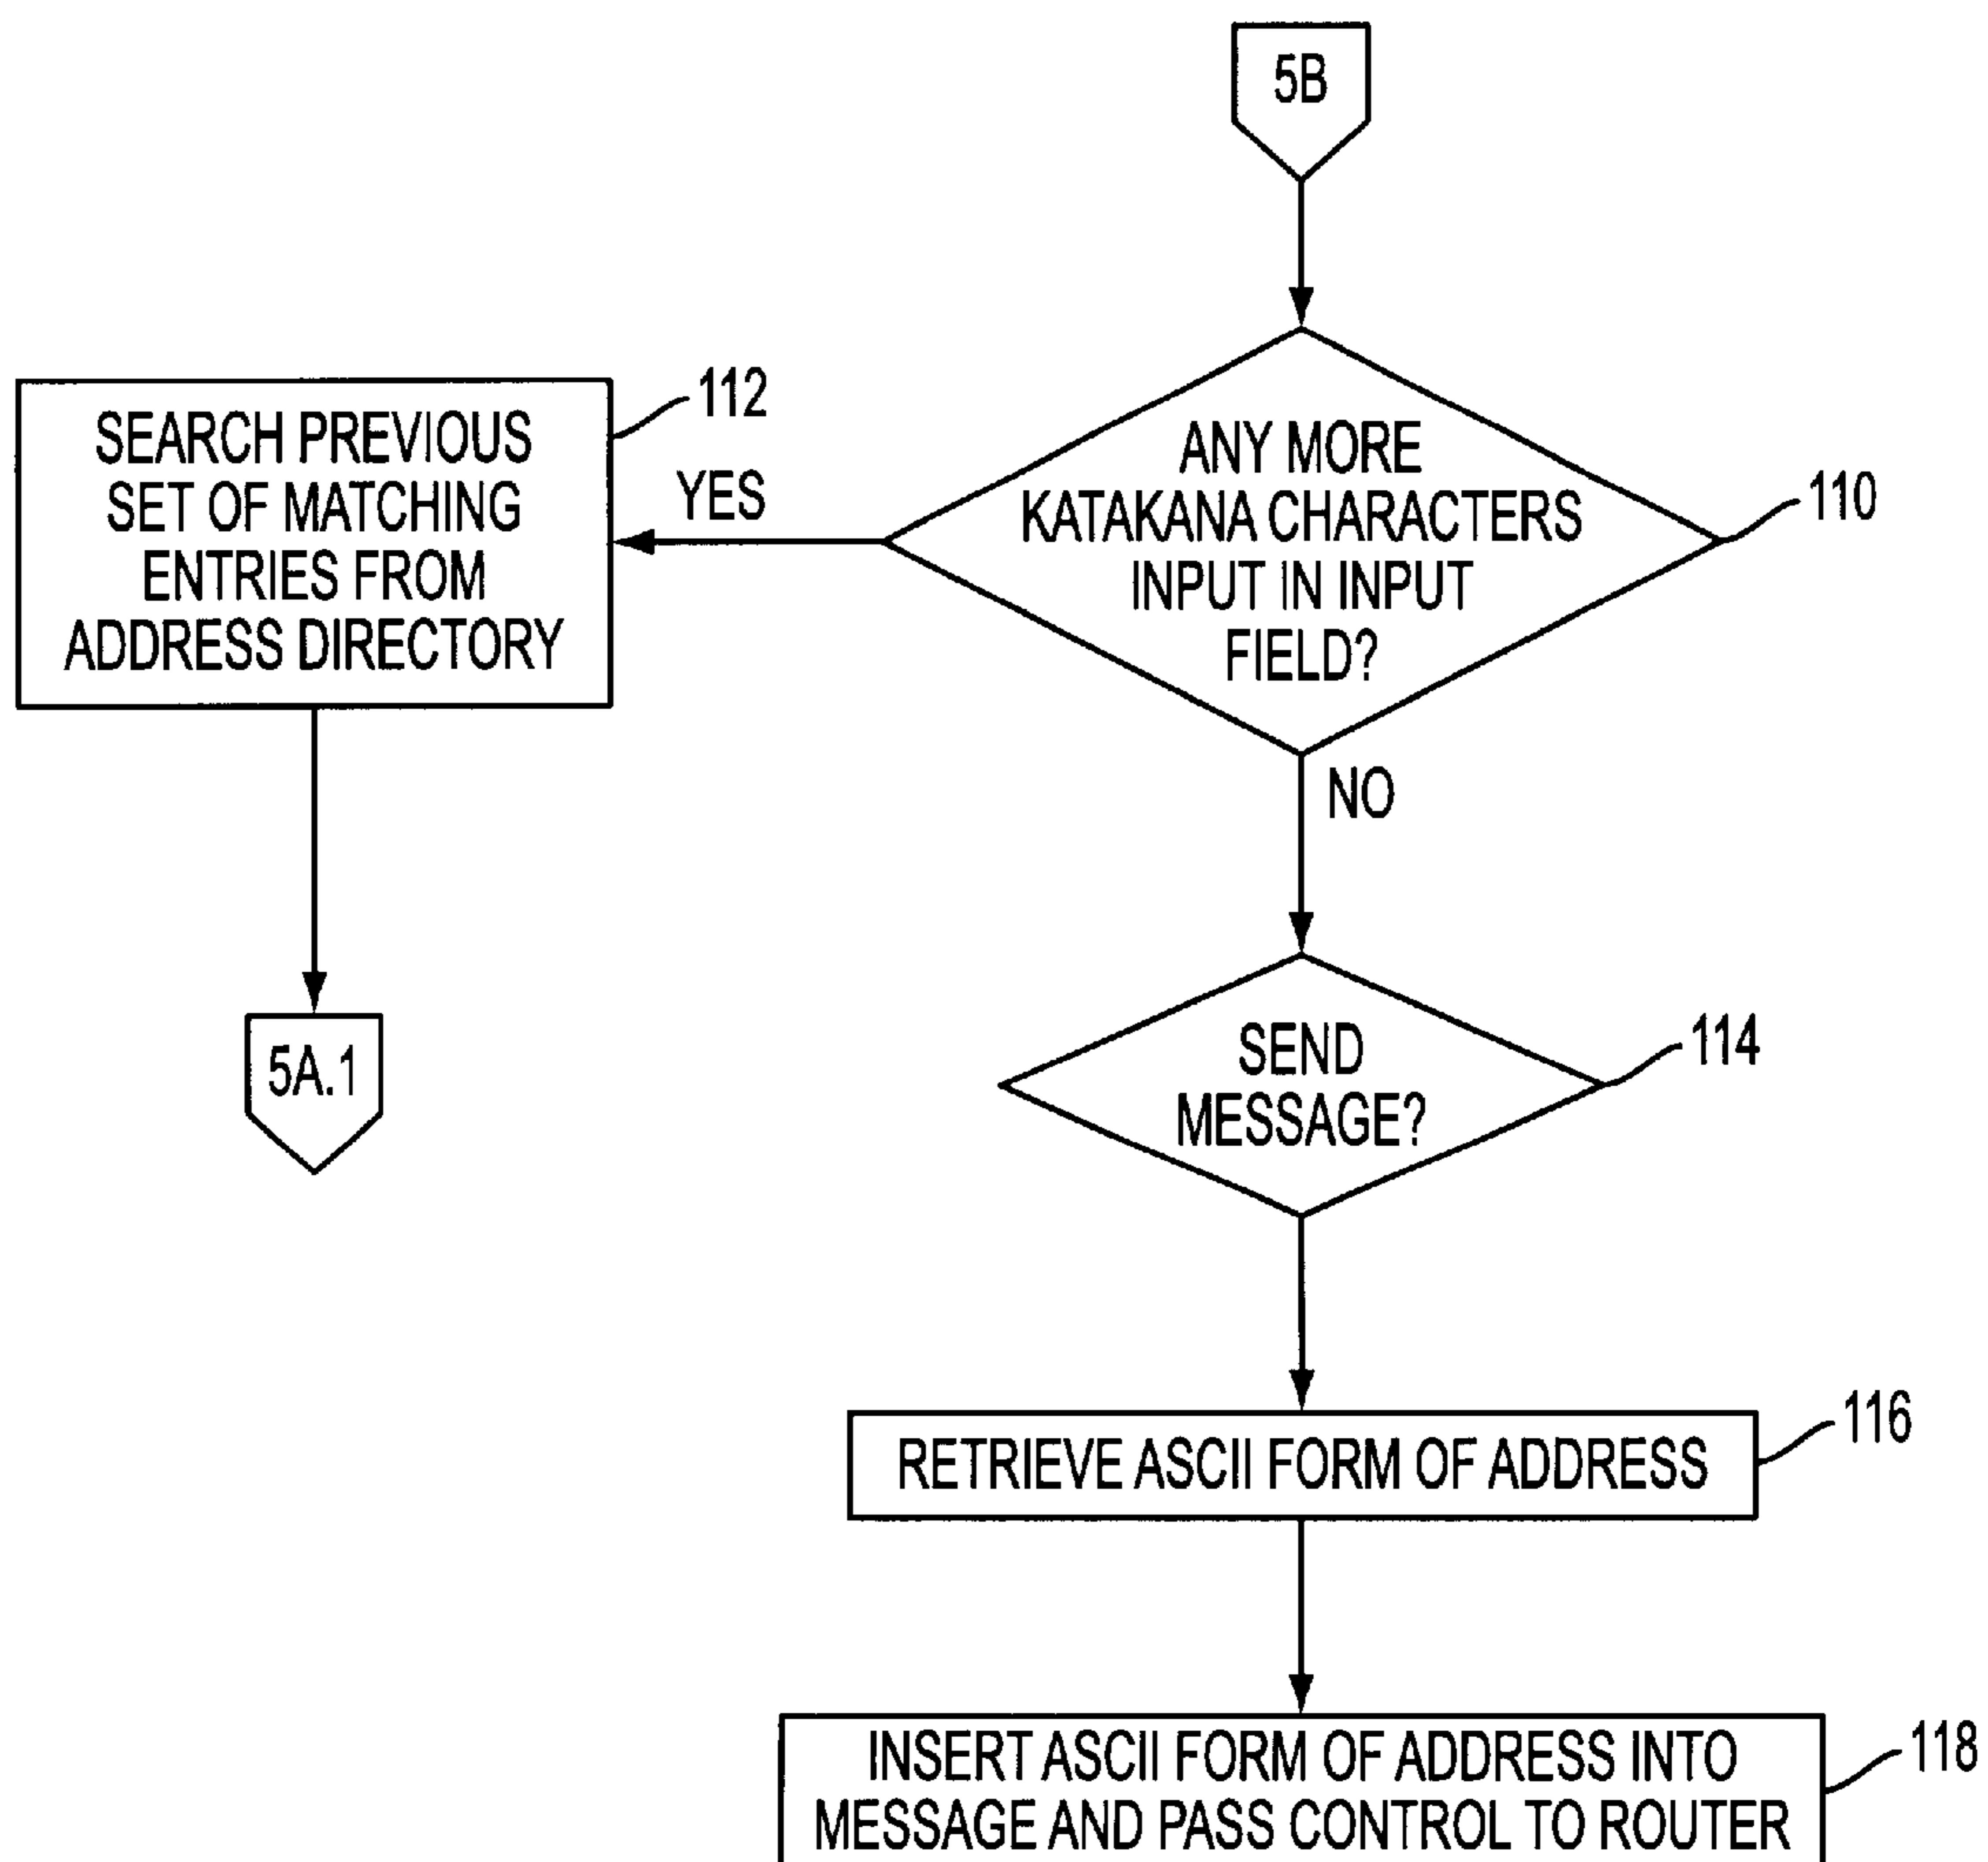 5B
112
SEARCH PREVIOUS
SET OF MATCHING
ENTRIES FROM
ADDRESS DIRECTORY
YES
ANY MORE
KATAKANA CHARACTERS
INPUT IN INPUT
FIELD?
110
NO
5A.1
SEND
MESSAGE?
114
RETRIEVE ASCII FORM OF ADDRESS
116
INSERT ASCII FORM OF ADDRESS INTO
MESSAGE AND PASS CONTROL TO ROUTER
118